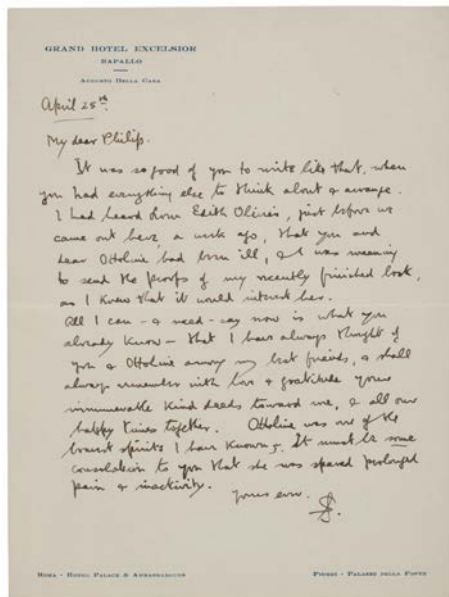 GRAND HOTEL EXCELSIOR
RAPALLO
AUGUSTO DELLA CASA
April 25th.
My dear Philip.
It was so good of you to write like that, when
you had everything else to think about & arrange.
I had heard from Edith Olivier, just before we
came out here, a week ago, that you and
dear Ottoline had been ill, & I was meaning
to send the proofs of my recently finished book,
as I knew that it would interest her.
All I can - & need - say now is what you
already know - that I have always thought of
you & Ottoline among my best friends, & shall
always remember with love & gratitude your
innumerable kind deeds toward me, & all our
happy times together. Ottoline was one of the
bravest spirits I have known. It must be some
consolation to you that she was spared prolonged
pain & inactivity.
Yours ever.
SS.
ROMA - HOTEL PALACE & AMBASSADEURS
FIUGGI - PALAZZO DELLA FONTE